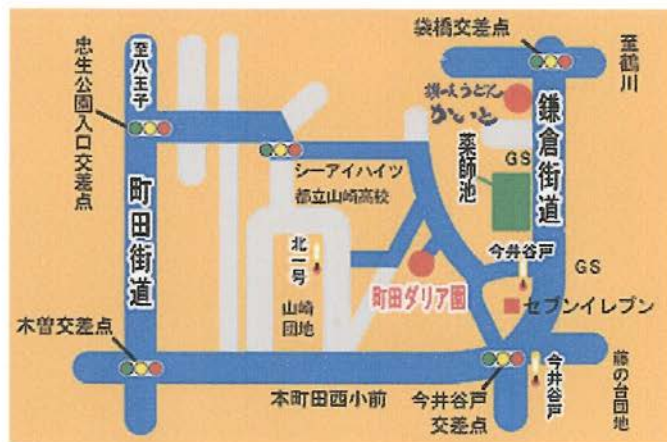 袋橋交差点
至鶴川
忠生公園入口交差点
至八王子
讃岐うどん
かいと
鎌倉街道
薬師池
GS
シーアイハイツ
都立山崎高校
町田街道
北一号
今井谷戸
GS
町田ダリア園
セブンイレブン
山崎
団地
木曽交差点
本町田西小前
今井谷戸
交差点
今井谷戸
藤の台団地